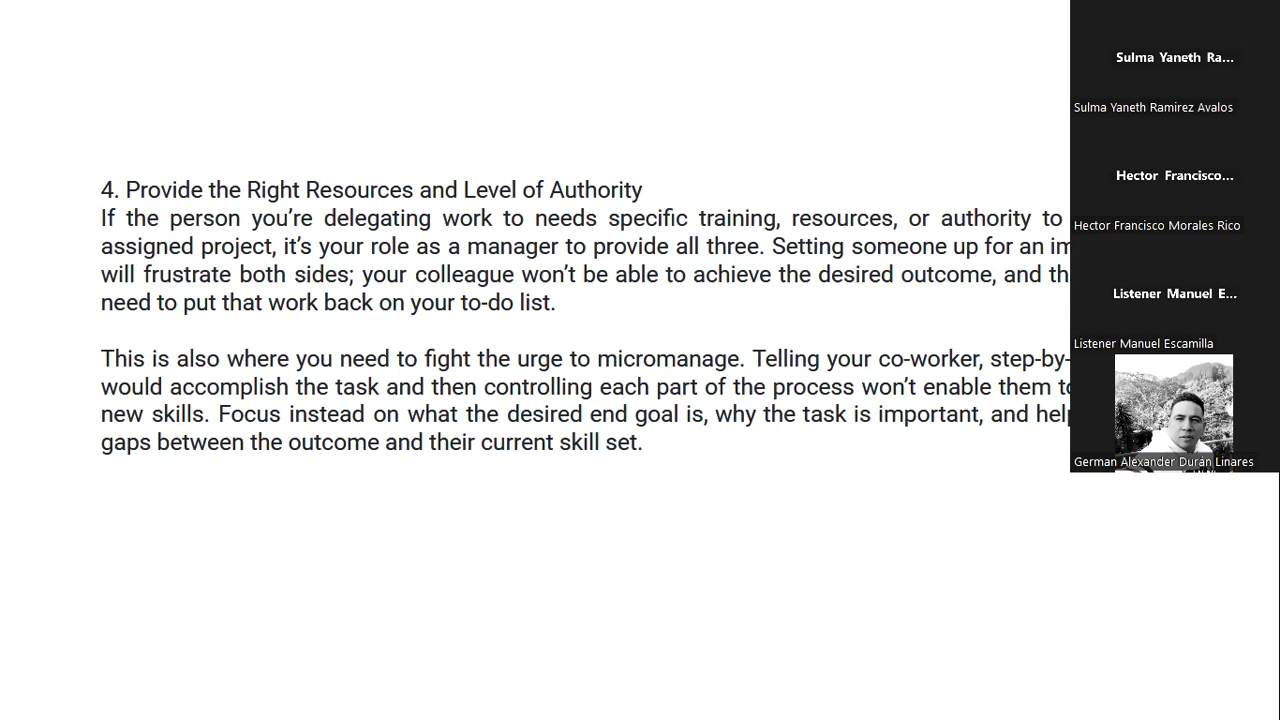 4. Provide the Right Resources and Level of Authority
If the person you’re delegating work to needs specific training, resources, or authority to
assigned project, it’s your role as a manager to provide all three. Setting someone up for an im
will frustrate both sides; your colleague won’t be able to achieve the desired outcome, and th
need to put that work back on your to-do list.
This is also where you need to fight the urge to micromanage. Telling your co-worker, step-by-
would accomplish the task and then controlling each part of the process won’t enable them to
new skills. Focus instead on what the desired end goal is, why the task is important, and help
gaps between the outcome and their current skill set.
Sulma Yaneth Ra...
Sulma Yaneth Ramirez Avalos
Hector Francisco...
Hector Francisco Morales Rico
Listener Manuel E...
Listener Manuel Escamilla
German Alexander Durán Linares